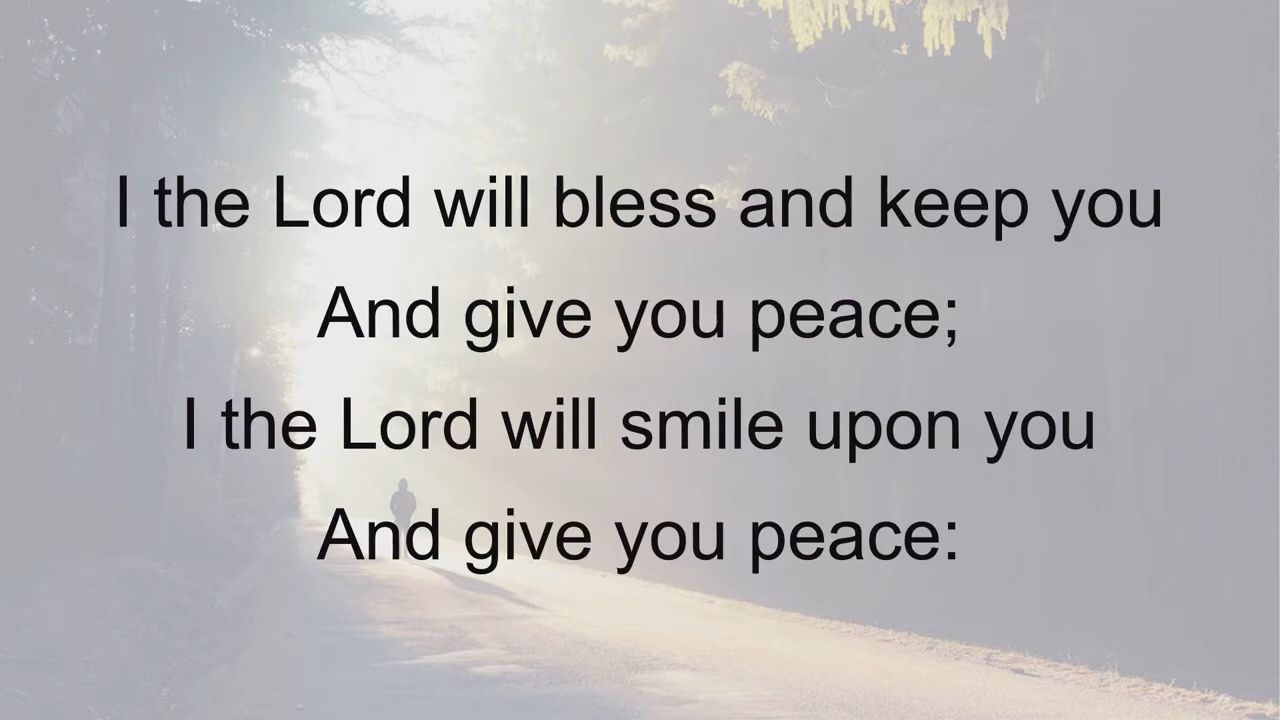 I the Lord will bless and keep you
And give you peace;
I the Lord will smile upon you
And give you peace: